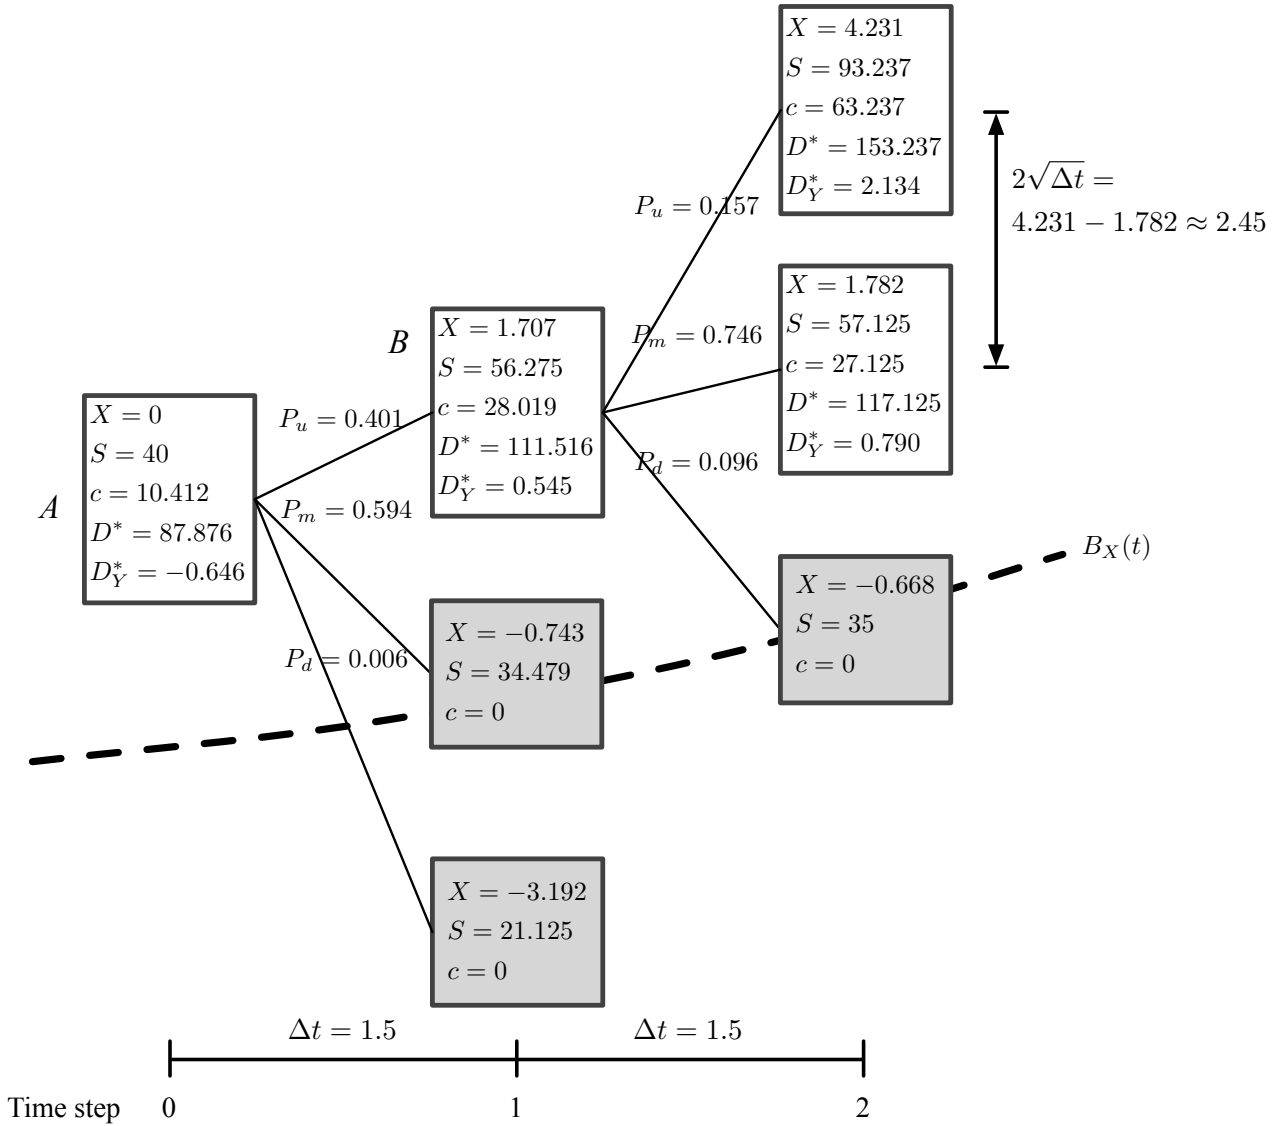 X = 4.231
S = 93.237
c = 63.237
D* = 153.237
D*_Y = 2.134
2√Δt =
4.231 − 1.782 ≈ 2.45
P_u = 0.157
X = 1.782
S = 57.125
c = 27.125
D* = 117.125
D*_Y = 0.790
P_m = 0.746
B
X = 1.707
S = 56.275
c = 28.019
D* = 111.516
D*_Y = 0.545
P_d = 0.096
P_u = 0.401
A
X = 0
S = 40
c = 10.412
D* = 87.876
D*_Y = −0.646
P_m = 0.594
B_X(t)
X = −0.668
S = 35
c = 0
X = −0.743
S = 34.479
c = 0
P_d = 0.006
X = −3.192
S = 21.125
c = 0
Δt = 1.5
Δt = 1.5
Time step 0 1 2